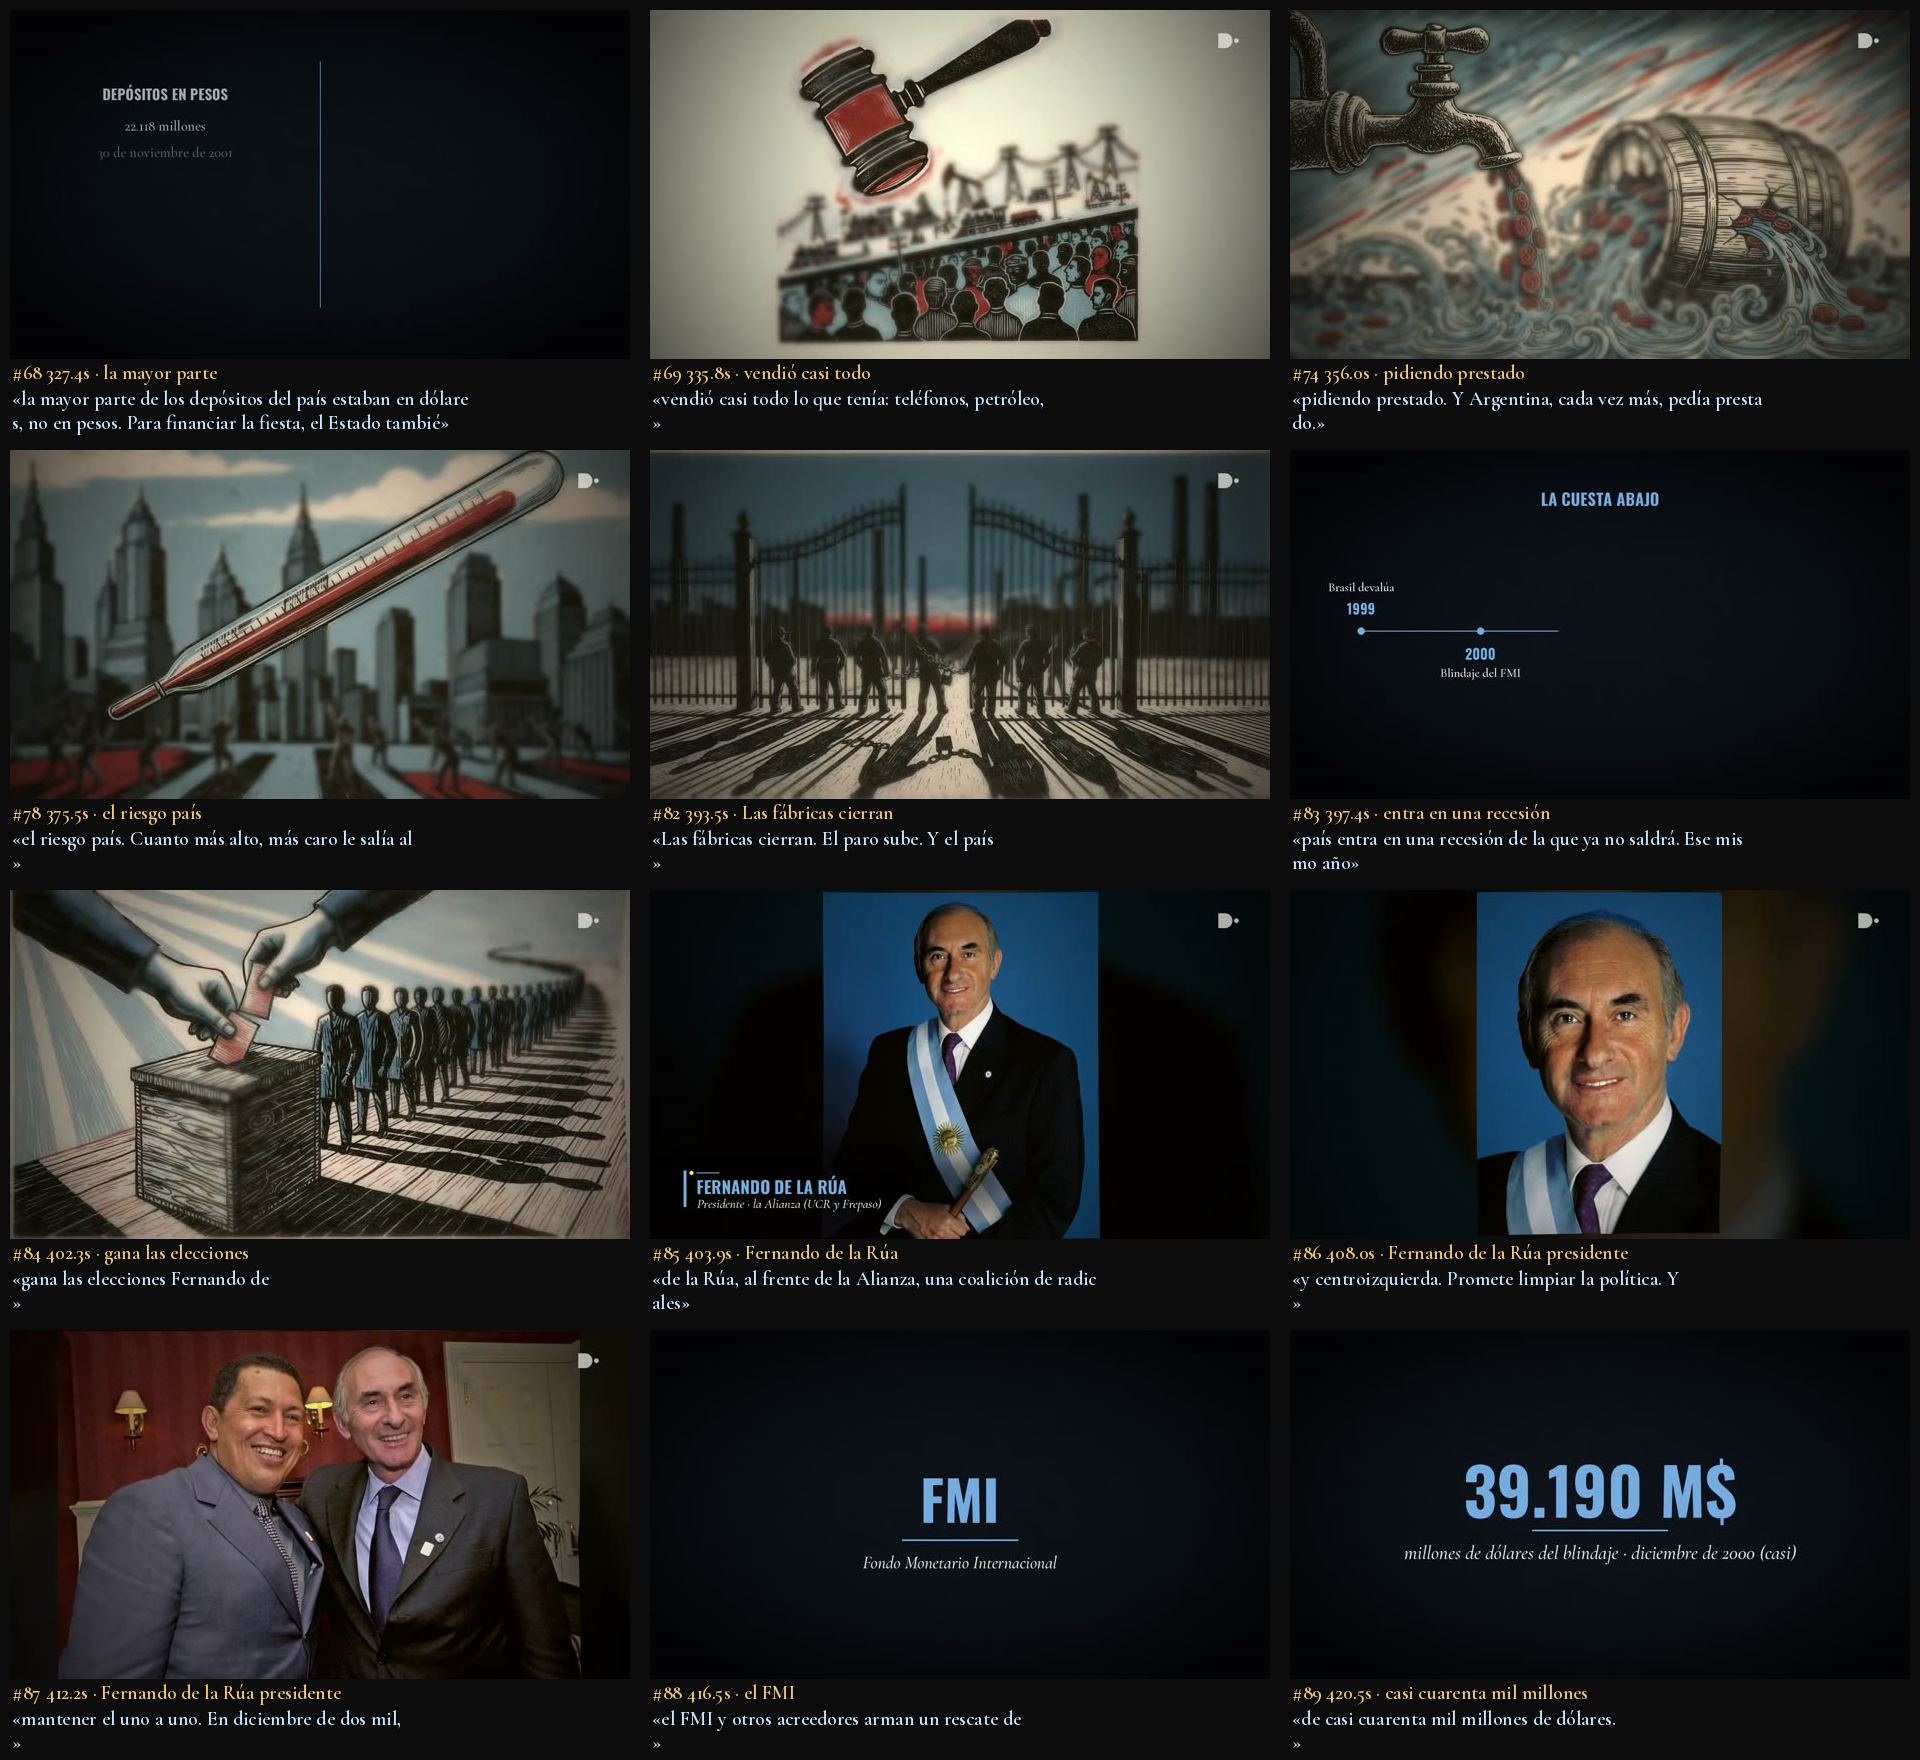 DEPÓSITOS EN PESOS
22.118 millones
30 de noviembre de 2001
#68 327.4s · la mayor parte
«la mayor parte de los depósitos del país estaban en dólare
s, no en pesos. Para financiar la fiesta, el Estado tambié»
#69 335.8s · vendió casi todo
«vendió casi todo lo que tenía: teléfonos, petróleo,
»
#74 356.0s · pidiendo prestado
«pidiendo prestado. Y Argentina, cada vez más, pedía presta
do.»
#78 375.5s · el riesgo país
«el riesgo país. Cuanto más alto, más caro le salía al
»
#82 393.5s · Las fábricas cierran
«Las fábricas cierran. El paro sube. Y el país
»
LA CUESTA ABAJO
Brasil devalúa
1999
2000
Blindaje del FMI
#83 397.4s · entra en una recesión
«país entra en una recesión de la que ya no saldrá. Ese mis
mo año»
#84 402.3s · gana las elecciones
«gana las elecciones Fernando de
»
FERNANDO DE LA RÚA
Presidente · la Alianza (UCR y Frepaso)
#85 403.9s · Fernando de la Rúa
«de la Rúa, al frente de la Alianza, una coalición de radic
ales»
#86 408.0s · Fernando de la Rúa presidente
«y centroizquierda. Promete limpiar la política. Y
»
#87 412.2s · Fernando de la Rúa presidente
«mantener el uno a uno. En diciembre de dos mil,
»
FMI
Fondo Monetario Internacional
#88 416.5s · el FMI
«el FMI y otros acreedores arman un rescate de
»
39.190 M$
millones de dólares del blindaje · diciembre de 2000 (casi)
#89 420.5s · casi cuarenta mil millones
«de casi cuarenta mil millones de dólares.
»